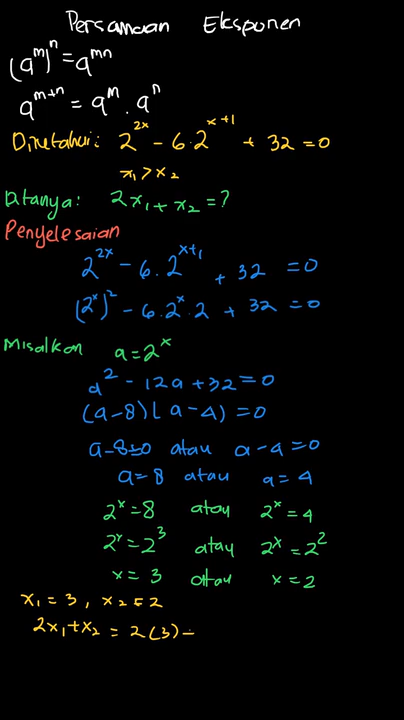 Persamaan Eksponen
(a^m)^n = a^mn
a^m+n = a^m . a^n
Diketahui: 2^2x - 6.2^x+1 + 32 = 0
x₁ > x₂
Ditanya: 2x₁ + x₂ = ?
Penyelesaian
2^2x - 6.2^x+1 + 32 = 0
(2^x)^2 - 6.2^x.2 + 32 = 0
Misalkan a = 2^x
a^2 - 12a + 32 = 0
(a-8)(a-4) = 0
a-8=0 atau a-4=0
a=8 atau a=4
2^x=8 atau 2^x=4
2^x=2^3 atau 2^x=2^2
x=3 atau x=2
x₁ = 3, x₂ = 2
2x₁+x₂ = 2(3) -